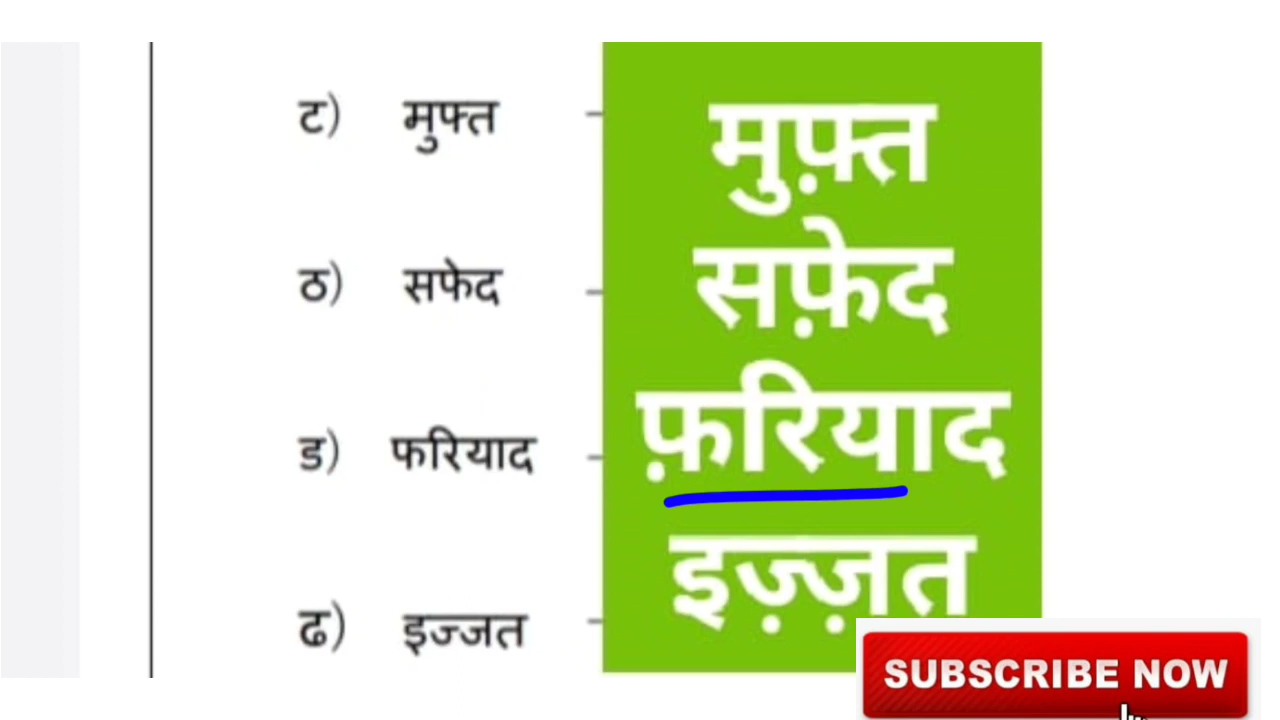 ट) मुफ्त - मुफ़्त
ठ) सफेद - सफ़ेद
ड) फरियाद - फ़रियाद
ढ) इज्जत - इज़्ज़त
SUBSCRIBE NOW